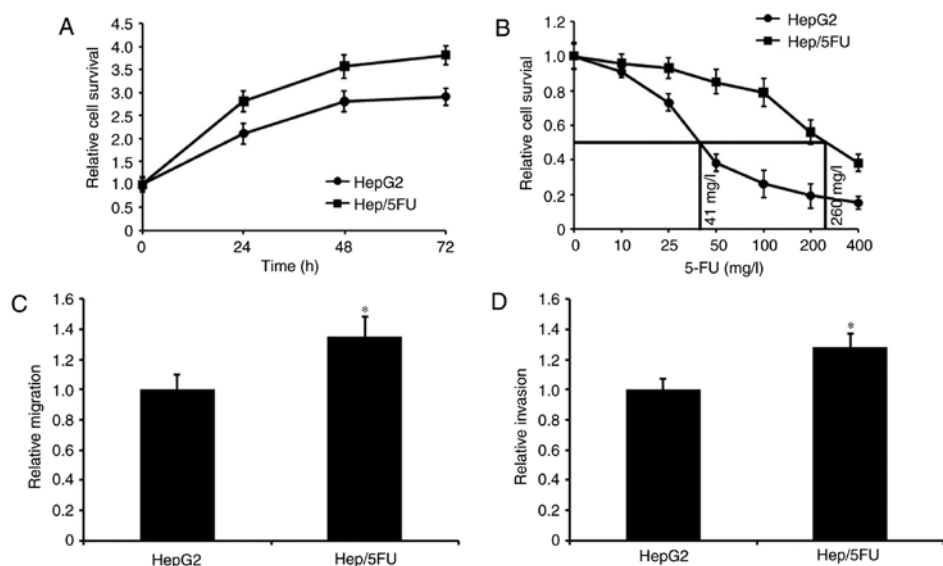 A
Relative cell survival
4.5
4.0
3.5
3.0
2.5
2.0
1.5
1.0
0.5
0
HepG2
Hep/5FU
0 24 48 72
Time (h)
B
HepG2
Hep/5FU
Relative cell survial
1.2
1.0
0.8
0.6
0.4
0.2
0
41 mg/l
260 mg/l
0 10 25 50 100 200 400
5-FU (mg/l)
C
Relative migration
1.6
1.4
1.2
1.0
0.8
0.6
0.4
0.2
0
*
HepG2 Hep/5FU
D
Relative invasion
1.6
1.4
1.2
1.0
0.8
0.6
0.4
0.2
0
*
HepG2 Hep/5FU